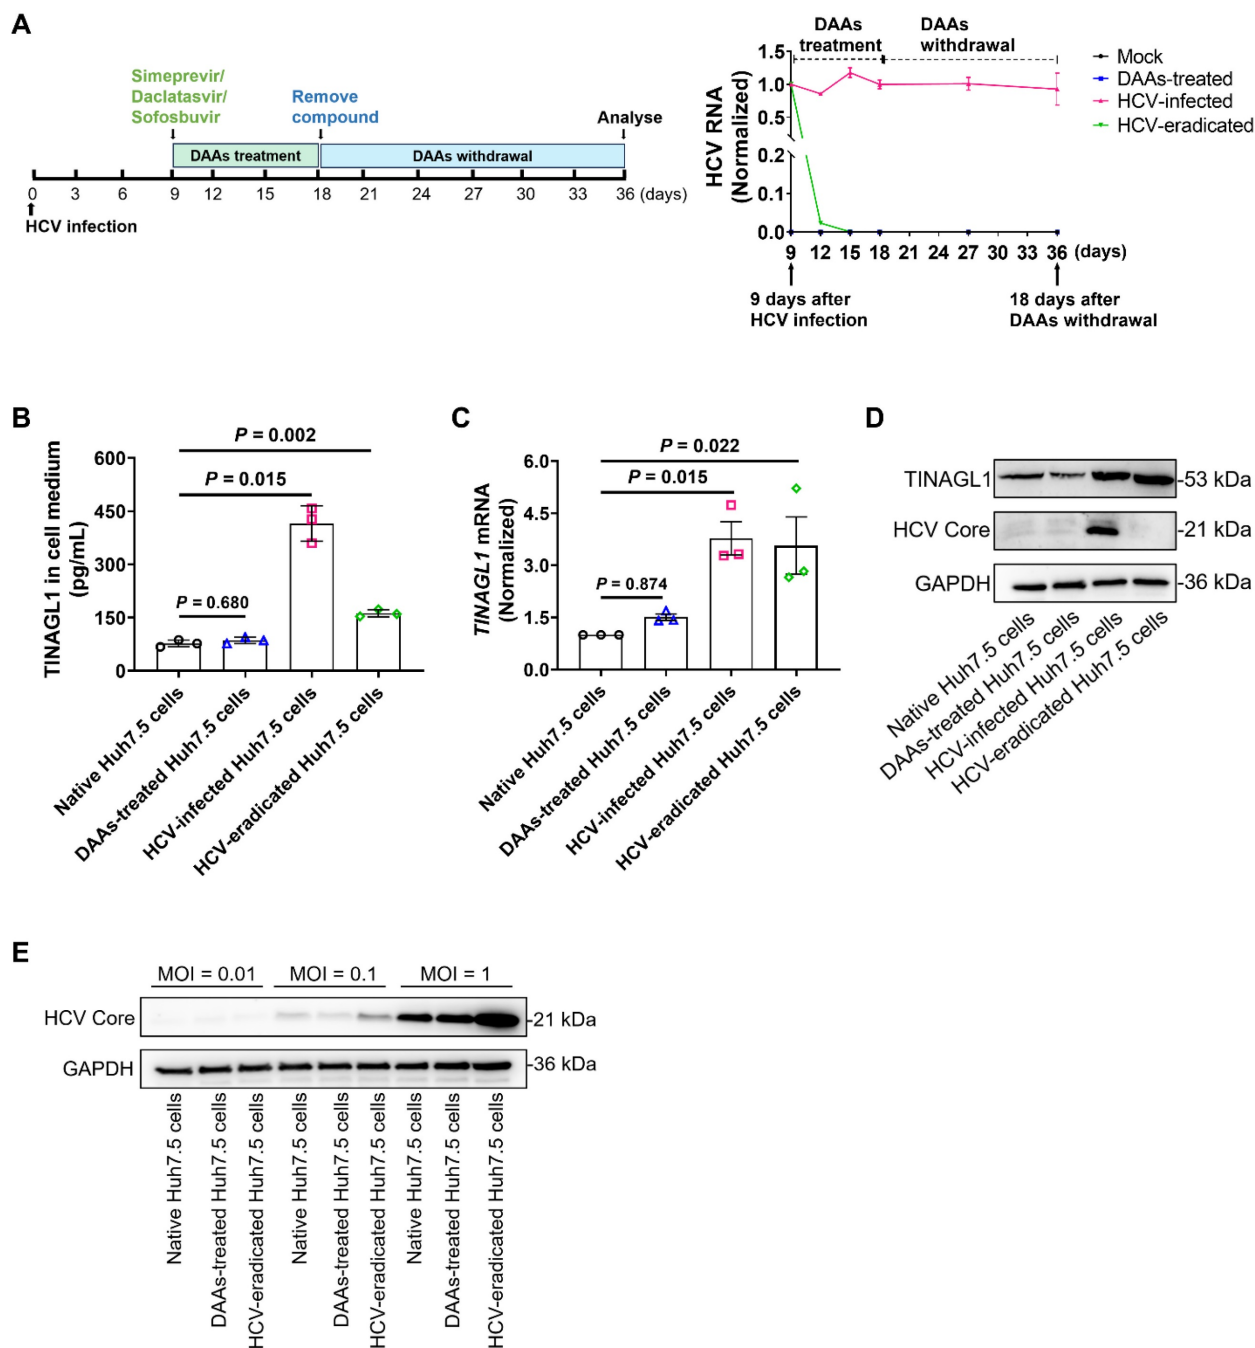 A
Simeprevir/
Daclatasvir/
Sofosbuvir
Remove
compound
Analyse
DAAs treatment
DAAs withdrawal
0 3 6 9 12 15 18 21 24 27 30 33 36 (days)
HCV infection
DAAs
treatment
DAAs
withdrawal
HCV RNA
(Normalized)
1.5
1.0
0.5
0.2
0.1
0.0
9 12 15 18 21 24 27 30 33 36 (days)
9 days after
HCV infection
18 days after
DAAs withdrawal
Mock
DAAs-treated
HCV-infected
HCV-eradicated
B
TINAGL1 in cell medium
(pg/mL)
600
450
300
150
0
P = 0.002
P = 0.015
P = 0.680
Native Huh7.5 cells
DAAs-treated Huh7.5 cells
HCV-infected Huh7.5 cells
HCV-eradicated Huh7.5 cells
C
TINAGL1 mRNA
(Normalized)
6.0
4.5
3.0
1.5
0.0
P = 0.022
P = 0.015
P = 0.874
Native Huh7.5 cells
DAAs-treated Huh7.5 cells
HCV-infected Huh7.5 cells
HCV-eradicated Huh7.5 cells
D
TINAGL1 -53 kDa
HCV Core -21 kDa
GAPDH -36 kDa
Native Huh7.5 cells
DAAs-treated Huh7.5 cells
HCV-infected Huh7.5 cells
HCV-eradicated Huh7.5 cells
E
MOI = 0.01 MOI = 0.1 MOI = 1
HCV Core -21 kDa
GAPDH -36 kDa
Native Huh7.5 cells
DAAs-treated Huh7.5 cells
HCV-eradicated Huh7.5 cells
Native Huh7.5 cells
DAAs-treated Huh7.5 cells
HCV-eradicated Huh7.5 cells
Native Huh7.5 cells
DAAs-treated Huh7.5 cells
HCV-eradicated Huh7.5 cells